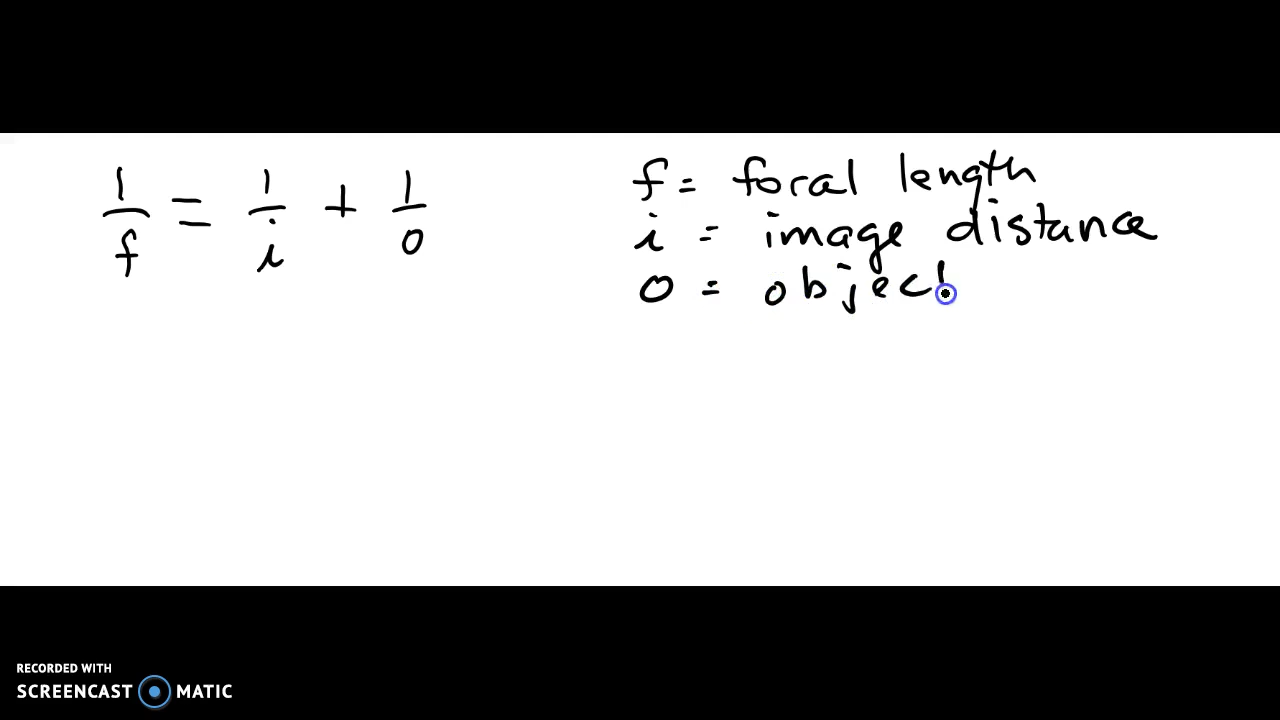 1/f = 1/i + 1/o
f = focal length
i = image distance
o = object
RECORDED WITH
SCREENCAST MATIC